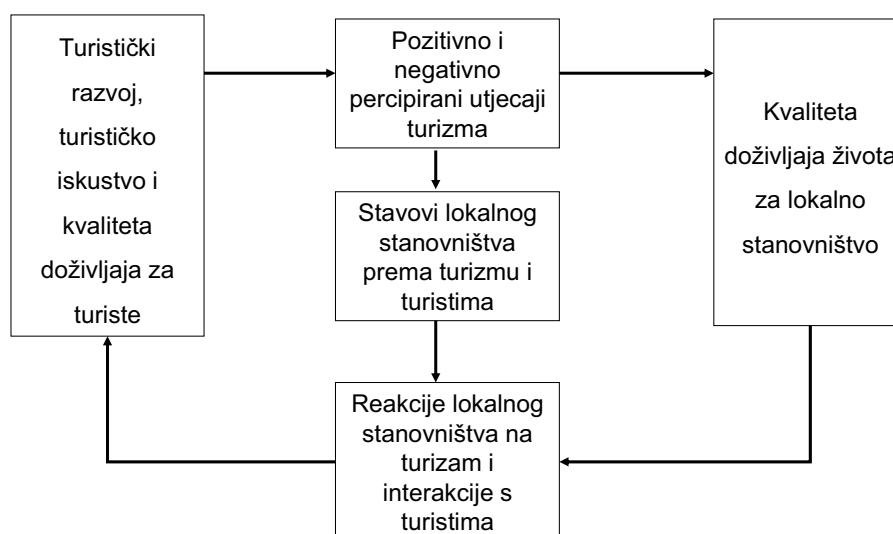 Turistički
razvoj,
turističko
iskustvo i
kvaliteta
doživljaja za
turiste
Pozitivno i
negativno
percipirani utjecaji
turizma
Stavovi lokalnog
stanovništva
prema turizmu i
turistima
Reakcije lokalnog
stanovništva na
turizam i
interakcije s
turistima
Kvaliteta
doživljaja života
za lokalno
stanovništvo